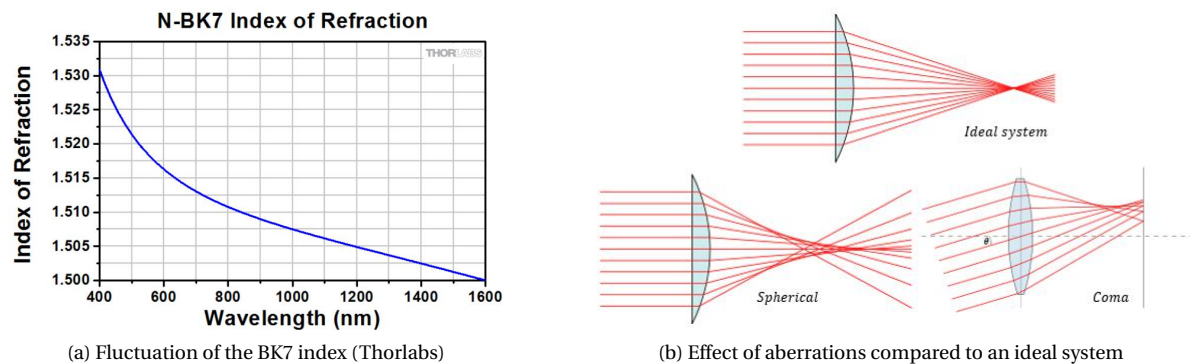 N-BK7 Index of Refraction
1.535
1.530
1.525
1.520
1.515
1.510
1.505
1.500
Index of Refraction
THORLABS
400 600 800 1000 1200 1400 1600
Wavelength (nm)
Ideal system
Spherical
θ
Coma
(a) Fluctuation of the BK7 index (Thorlabs)
(b) Effect of aberrations compared to an ideal system